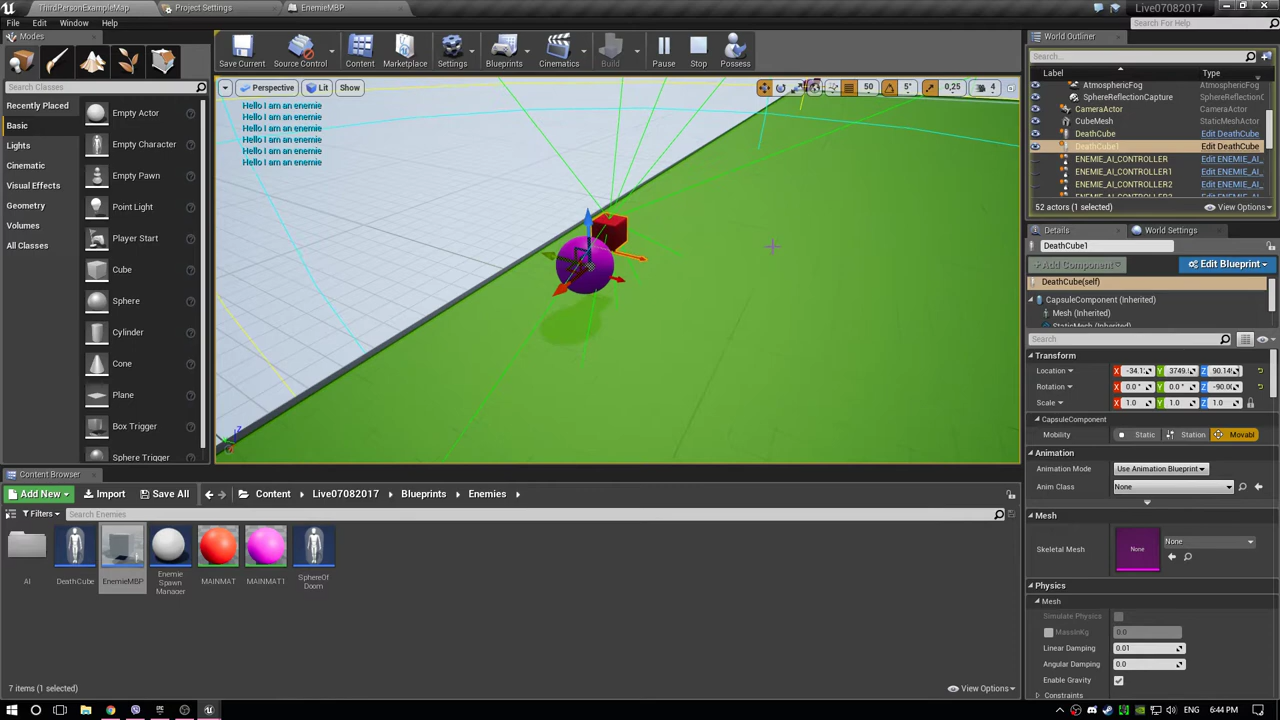 ThirdPersonExampleMap
Project Settings
EnemieMBP
Live07082017
File Edit Window Help
Search For Help
Modes
Search Classes
Recently Placed
Basic
Lights
Cinematic
Visual Effects
Geometry
Volumes
All Classes
Empty Actor
Empty Character
Empty Pawn
Point Light
Player Start
Cube
Sphere
Cylinder
Cone
Plane
Box Trigger
Sphere Trigger
Save Current
Source Control
Content
Marketplace
Settings
Blueprints
Cinematics
Build
Pause
Stop
Possess
Perspective
Lit
Show
50
5°
0,25
4
Hello I am an enemie
Hello I am an enemie
Hello I am an enemie
Hello I am an enemie
Hello I am an enemie
Hello I am an enemie
World Outliner
Search...
Label Type
AtmosphericFog AtmosphericFog
SphereReflectionCapture SphereReflectionC
CameraActor CameraActor
CubeMesh StaticMeshActor
DeathCube Edit DeathCube
DeathCube1 Edit DeathCube
ENEMIE_AI_CONTROLLER Edit ENEMIE_AI_
ENEMIE_AI_CONTROLLER1 Edit ENEMIE_AI_
ENEMIE_AI_CONTROLLER2 Edit ENEMIE_AI_
52 actors (1 selected)
View Options
Details
World Settings
DeathCube1
Add Component
Edit Blueprint
DeathCube(self)
CapsuleComponent (Inherited)
Mesh (Inherited)
StaticMesh (Inherited)
Search
Transform
Location X -34.1 Y 3749. Z 90.14
Rotation X 0.0 ° Y 0.0 ° Z -90.0
Scale X 1.0 Y 1.0 Z 1.0
CapsuleComponent
Mobility Static Station Movabl
Animation
Animation Mode Use Animation Blueprint
Anim Class None
Mesh
Skeletal Mesh None None
Physics
Mesh
Simulate Physics
MassInKg 0.0
Linear Damping 0.01
Angular Damping 0.0
Enable Gravity
Constraints
Content Browser
Add New
Import
Save All
Content Live07082017 Blueprints Enemies
Filters
Search Enemies
AI
DeathCube
EnemieMBP
Enemie
Spawn
Manager
MAINMAT
MAINMAT1
SphereOf
Doom
7 items (1 selected)
View Options
ENG
6:44 PM